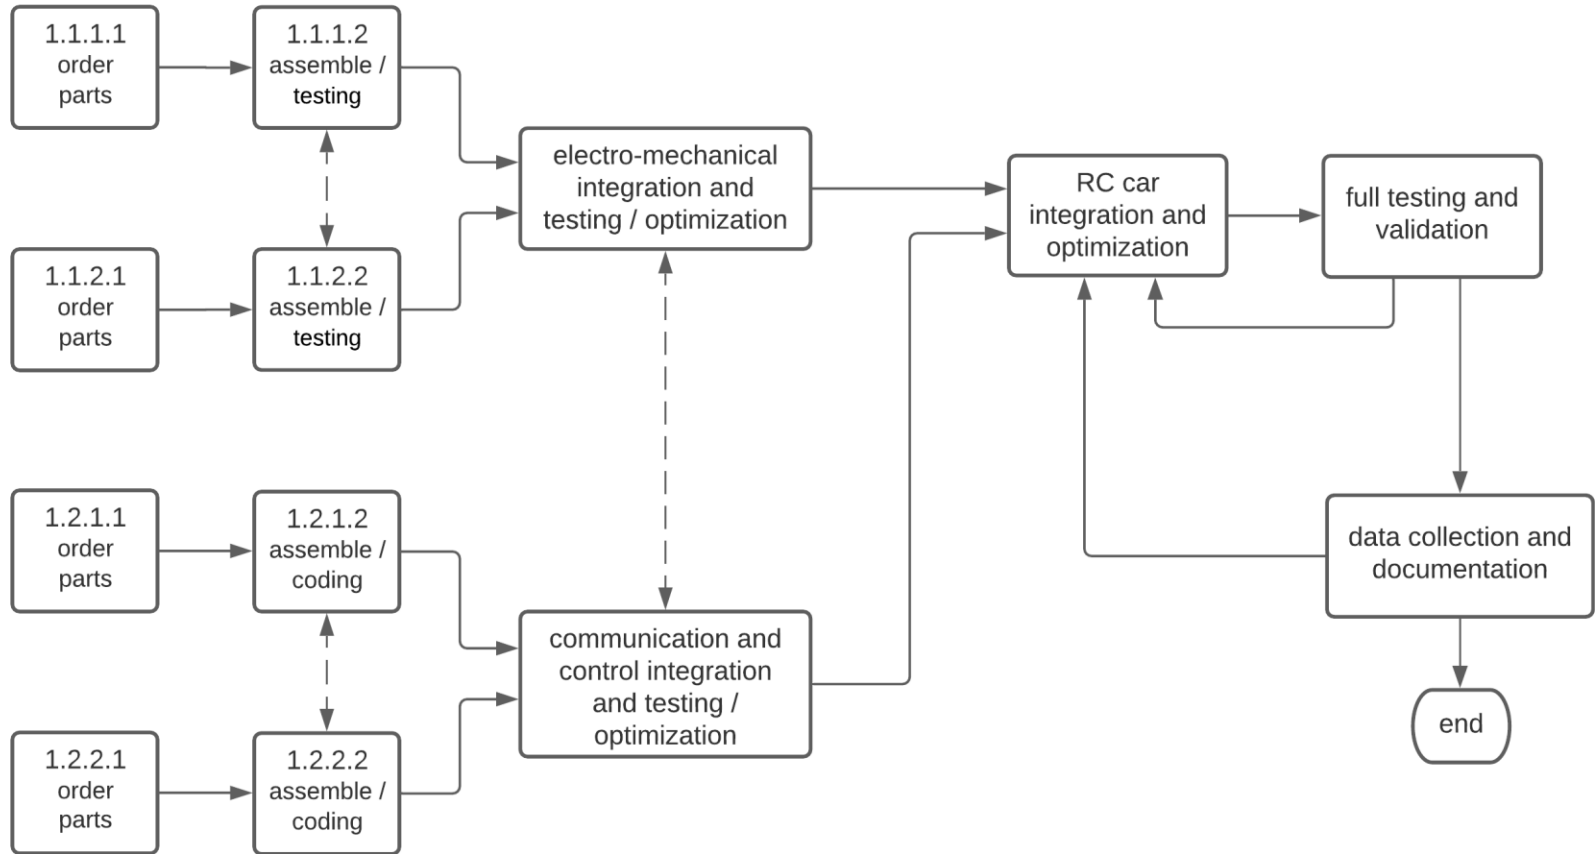 1.1.1.1
order
parts
1.1.1.2
assemble /
testing
1.1.2.1
order
parts
1.1.2.2
assemble /
testing
electro-mechanical
integration and
testing / optimization
RC car
integration and
optimization
full testing and
validation
1.2.1.1
order
parts
1.2.1.2
assemble /
coding
1.2.2.1
order
parts
1.2.2.2
assemble /
coding
communication and
control integration
and testing /
optimization
data collection and
documentation
end